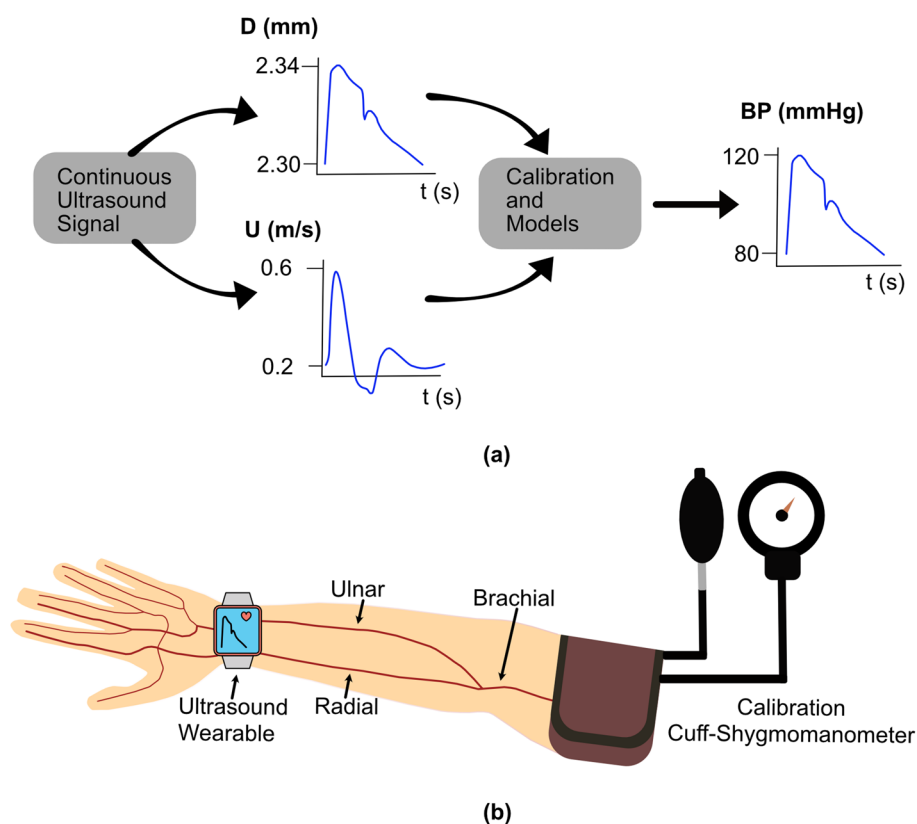 D (mm)
2.34
2.30
t (s)
Continuous
Ultrasound
Signal
U (m/s)
0.6
0.2
t (s)
Calibration
and
Models
BP (mmHg)
120
80
t (s)
(a)
Ulnar
Brachial
Ultrasound
Wearable
Radial
Calibration
Cuff-Shygmomanometer
(b)